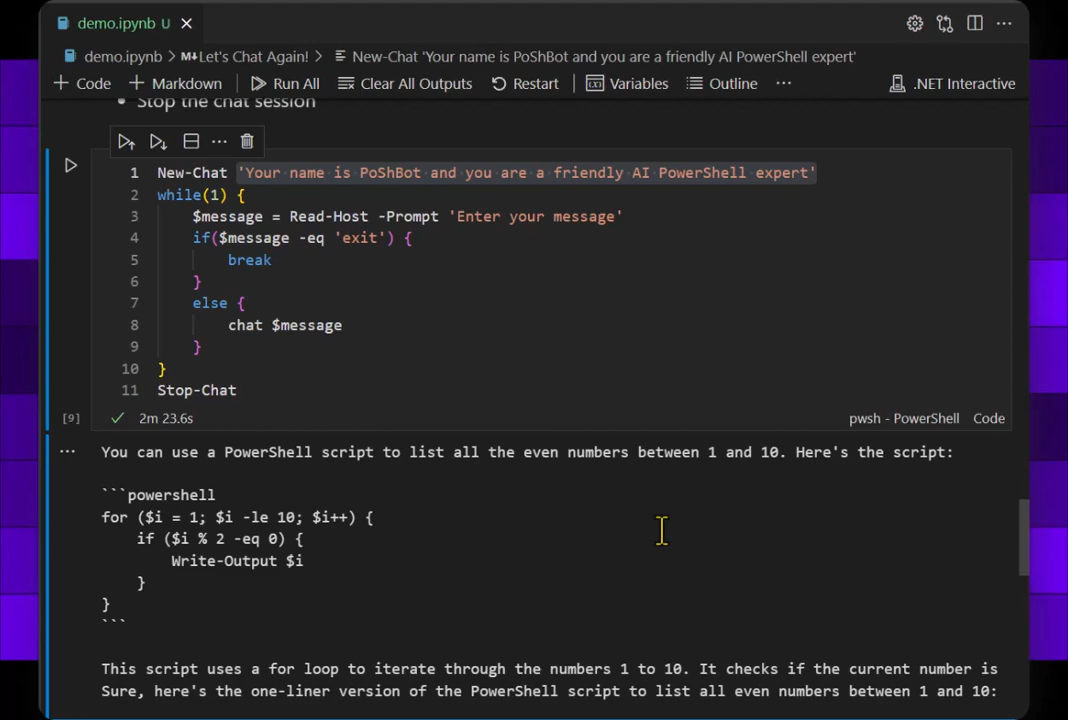 demo.ipynb U
demo.ipynb > M↓Let's Chat Again! > New-Chat 'Your name is PoShBot and you are a friendly AI PowerShell expert'
+ Code + Markdown Run All Clear All Outputs Restart Variables Outline ... .NET Interactive
• Stop the chat session
1 New-Chat 'Your name is PoShBot and you are a friendly AI PowerShell expert'
2 while(1) {
3 $message = Read-Host -Prompt 'Enter your message'
4 if($message -eq 'exit') {
5 break
6 }
7 else {
8 chat $message
9 }
10 }
11 Stop-Chat
[9] ✓ 2m 23.6s pwsh - PowerShell Code
You can use a PowerShell script to list all the even numbers between 1 and 10. Here's the script:
```powershell
for ($i = 1; $i -le 10; $i++) {
if ($i % 2 -eq 0) {
Write-Output $i
}
}
```
This script uses a for loop to iterate through the numbers 1 to 10. It checks if the current number is
Sure, here's the one-liner version of the PowerShell script to list all even numbers between 1 and 10: